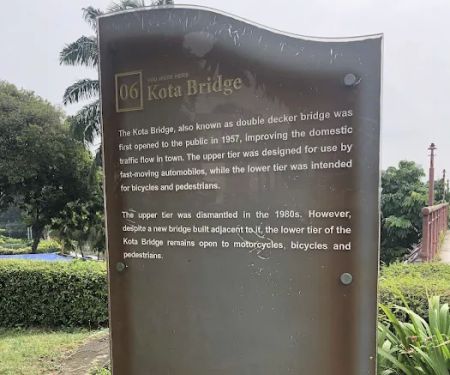 06
YOU WERE HERE
Kota Bridge
The Kota Bridge, also known as double decker bridge was
first opened to the public in 1957, improving the domestic
traffic flow in town. The upper tier was designed for use by
fast-moving automobiles, while the lower tier was intended
for bicycles and pedestrians.
The upper tier was dismantled in the 1980s. However,
despite a new bridge built adjacent to it, the lower tier of the
Kota Bridge remains open to motorcycles, bicycles and
pedestrians.